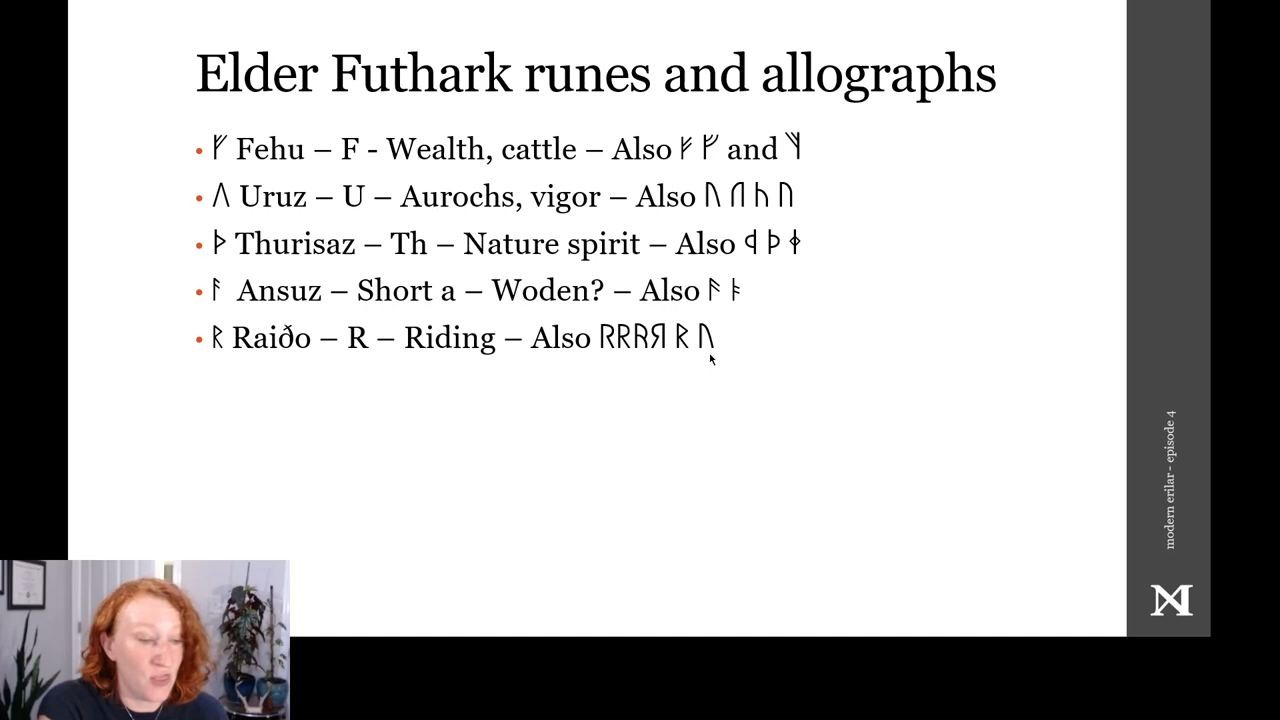 Elder Futhark runes and allographs
• ᚠ Fehu – F - Wealth, cattle – Also ᚠ ᚠ and
• ᚢ Uruz – U – Aurochs, vigor – Also ᚢ
• ᚦ Thurisaz – Th – Nature spirit – Also ᚦ
• ᚨ Ansuz – Short a – Woden? – Also ᚨ
• ᚱ Raiðo – R – Riding – Also ᚱ
modern erilar - episode 4